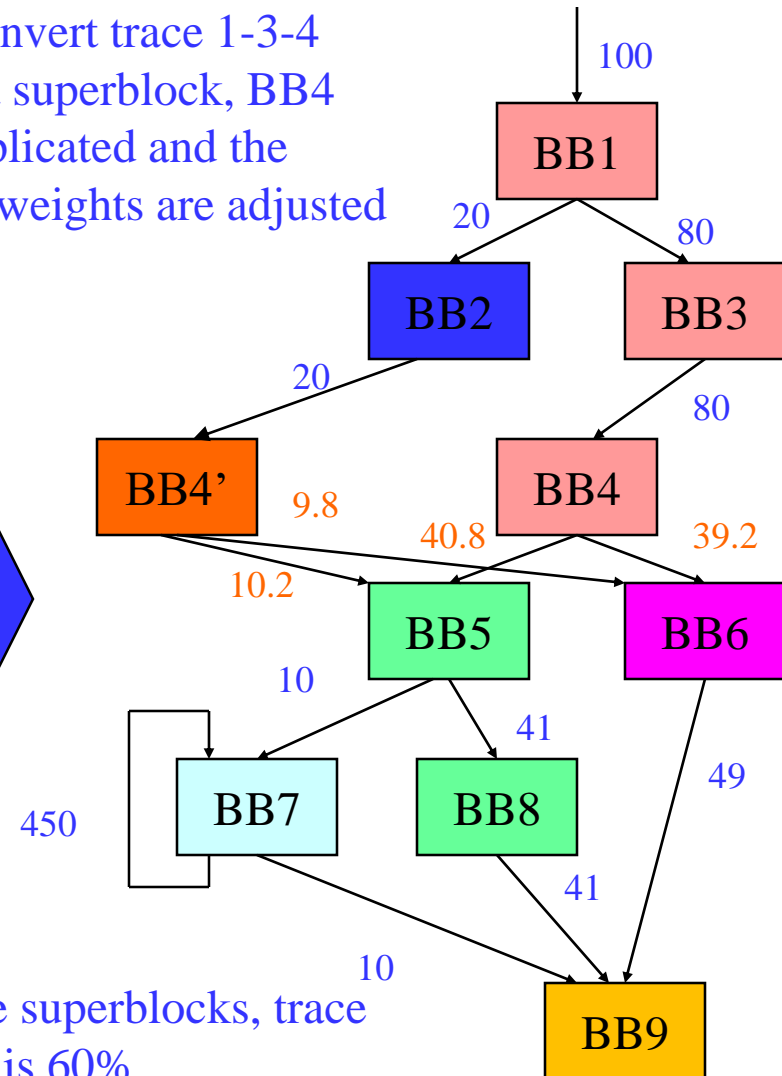 nvert trace 1-3-4
superblock, BB4
plicated and the
weights are adjusted
100
BB1
20
80
BB2
BB3
20
80
BB4’
BB4
9.8
40.8
39.2
10.2
BB5
BB6
10
41
49
BB7
BB8
450
41
10
e superblocks, trace
is 60%
BB9